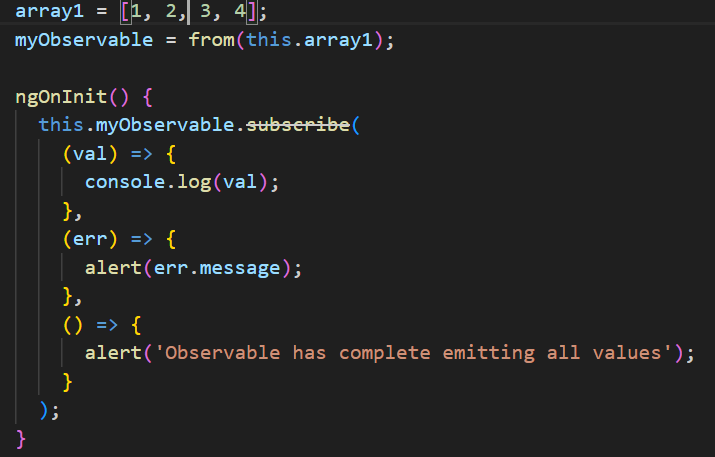 array1 = [1, 2, 3, 4];
myObservable = from(this.array1);
ngOnInit() {
this.myObservable.subscribe(
(val) => {
console.log(val);
},
(err) => {
alert(err.message);
},
() => {
alert('Observable has complete emitting all values');
}
);
}